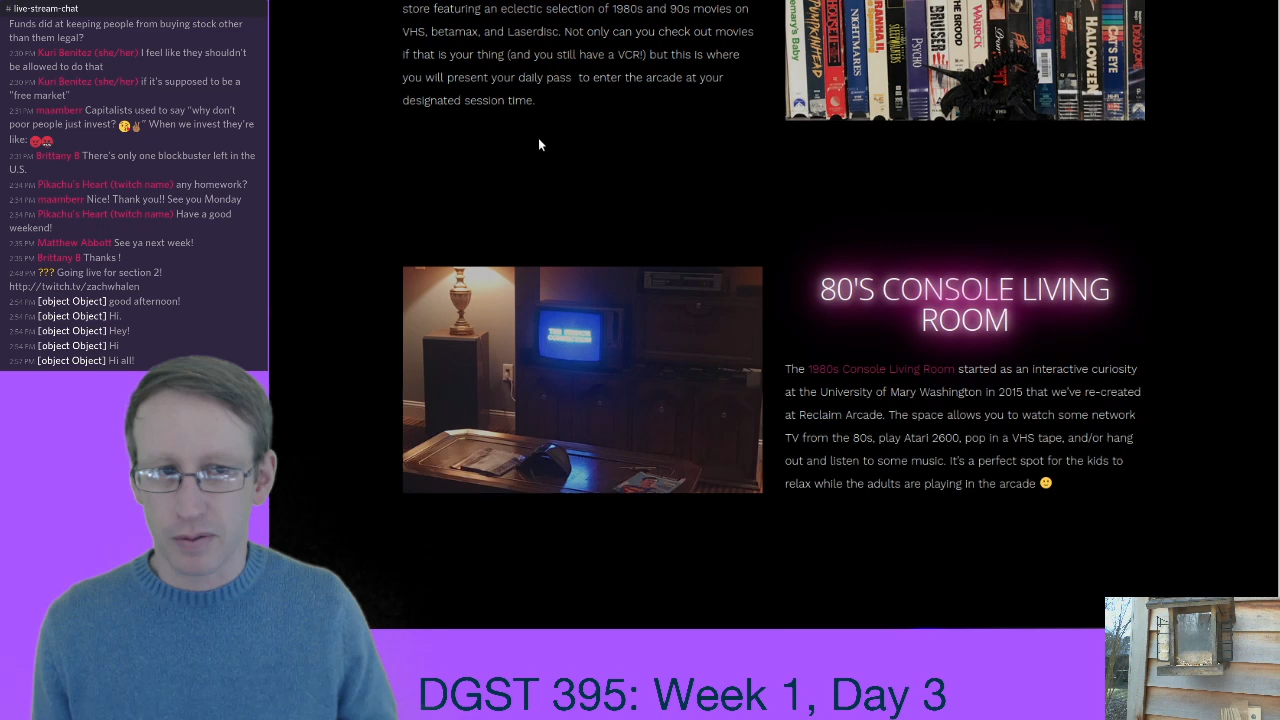 # live-stream-chat
Funds did at keeping people from buying stock other
than them legal?
2:30 PM Kuri Benitez (she/her) I feel like they shouldn't
be allowed to do that
2:30 PM Kuri Benitez (she/her) if it's supposed to be a
"free market"
2:31 PM maamberr Capitalists used to say “why don’t
poor people just invest? 😘✌🏽” When we invest they’re
like: 😡🤬
2:31 PM Brittany B There's only one blockbuster left in the
U.S.
2:34 PM Pikachu's Heart (twitch name) any homework?
2:34 PM maamberr Nice! Thank you!! See you Monday
2:34 PM Pikachu's Heart (twitch name) Have a good
weekend!
2:35 PM Matthew Abbott See ya next week!
2:35 PM Brittany B Thanks !
2:48 PM ??? Going live for section 2!
http://twitch.tv/zachwhalen
2:54 PM [object Object] good afternoon!
2:54 PM [object Object] Hi.
2:54 PM [object Object] Hey!
2:54 PM [object Object] Hi
2:57 PM [object Object] Hi all!
store featuring an eclectic selection of 1980s and 90s movies on
VHS, betamax, and Laserdisc. Not only can you check out movies
if that is your thing (and you still have a VCR!) but this is where
you will present your daily pass to enter the arcade at your
designated session time.
PUMPKINHEAD
HOUSE II
NIGHTMARES
PSYCHO
BRUISER
THE BROOD
WARLOCK
HALLOWEEN
CAT'S EYE
DEAD ZONE
80'S CONSOLE LIVING
ROOM
The 1980s Console Living Room started as an interactive curiosity
at the University of Mary Washington in 2015 that we've re-created
at Reclaim Arcade. The space allows you to watch some network
TV from the 80s, play Atari 2600, pop in a VHS tape, and/or hang
out and listen to some music. It's a perfect spot for the kids to
relax while the adults are playing in the arcade 🙂
DGST 395: Week 1, Day 3